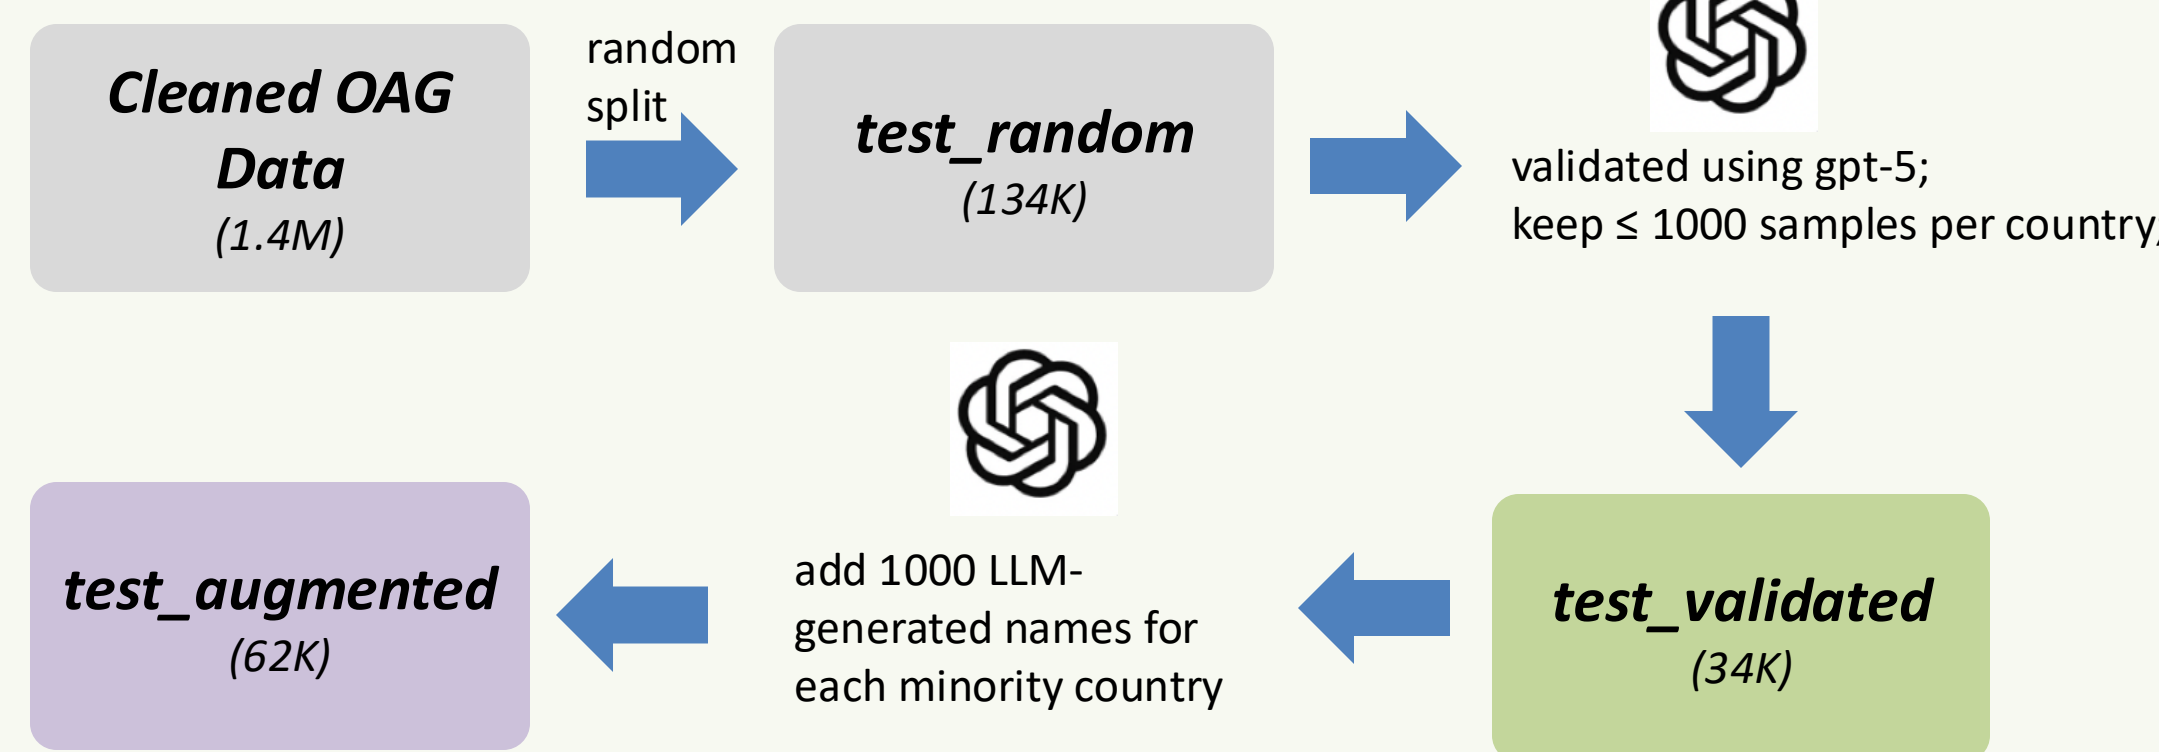 Cleaned OAG
Data
(1.4M)
random
split
test_random
(134K)
validated using gpt-5;
keep ≤ 1000 samples per country;
test_validated
(34K)
add 1000 LLM-
generated names for
each minority country
test_augmented
(62K)